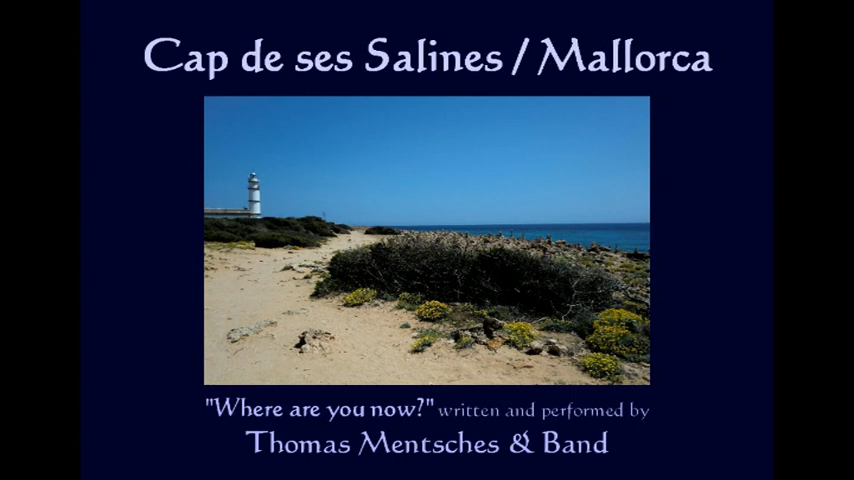 Cap de ses Salines / Mallorca
"Where are you now?" written and performed by
Thomas Mentsches & Band